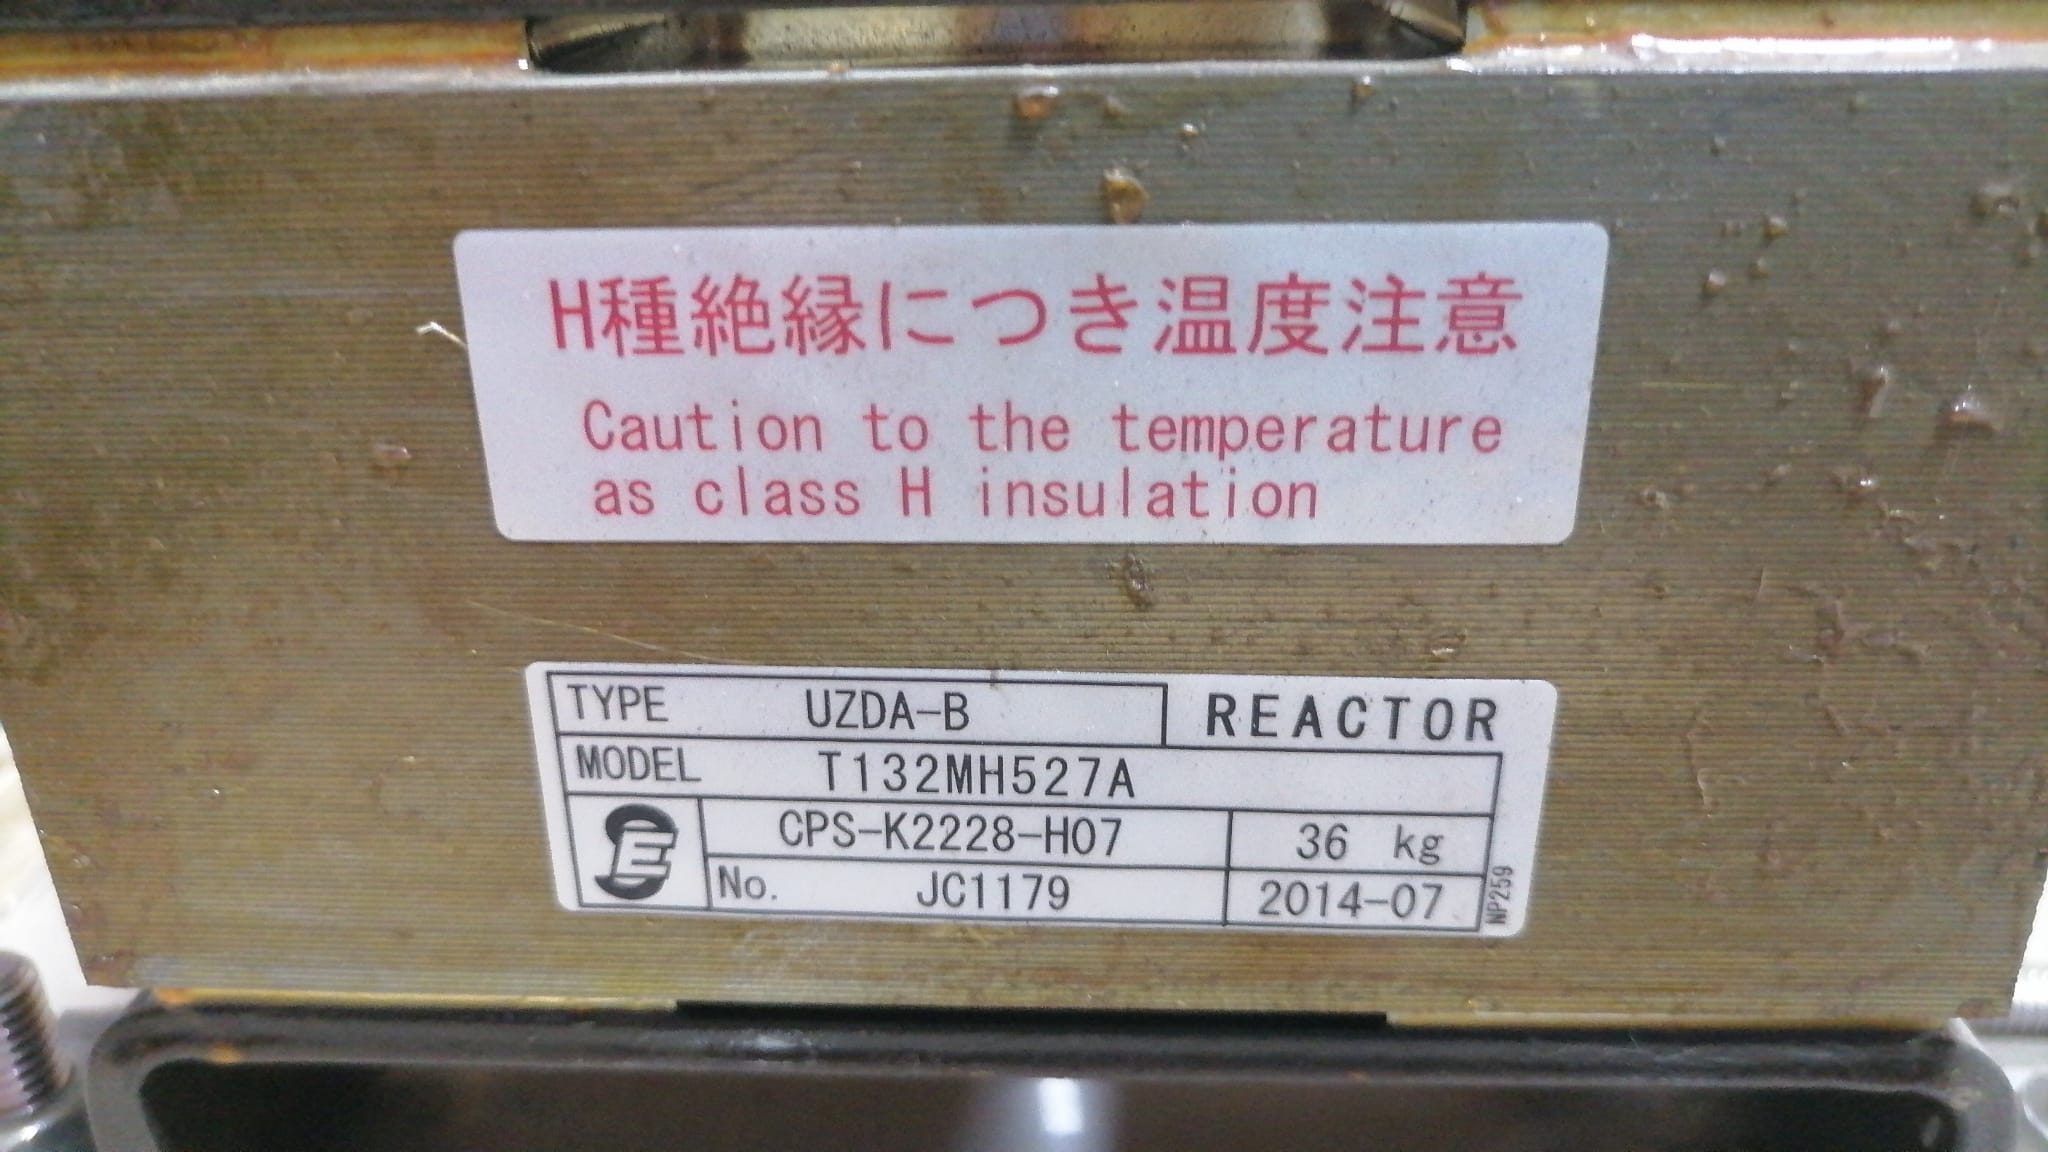 H種絶縁につき温度注意
Caution to the temperature
as class H insulation
TYPE UZDA-B REACTOR
MODEL T132MH527A
CPS-K2228-H07 36 kg
No. JC1179 2014-07
NP259